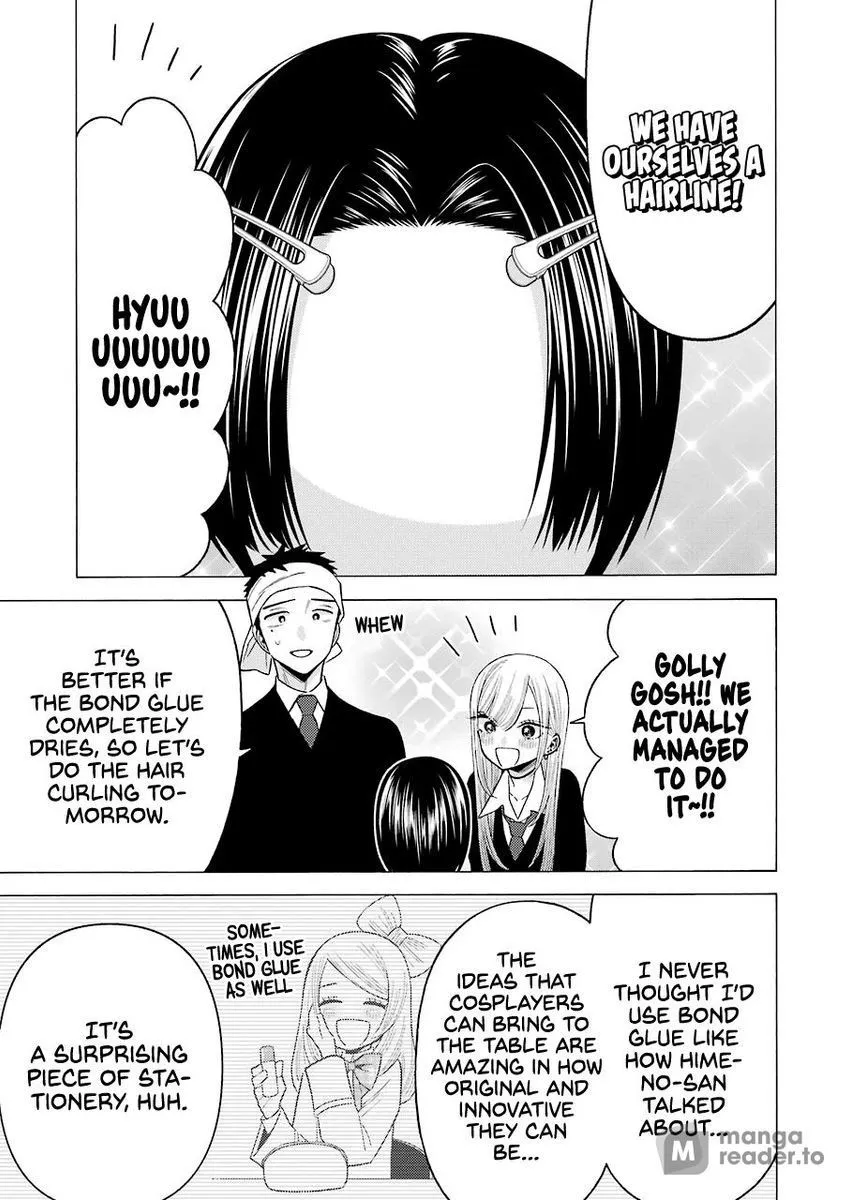 WE HAVE
OURSELVES A
HAIRLINE!
HYUU
UUUUUU
UUU~!!
GOLLY
GOSH!! WE
ACTUALLY
MANAGED
TO DO
IT~!!
WHEW
IT'S
BETTER IF
THE BOND GLUE
COMPLETELY
DRIES, SO LET'S
DO THE HAIR
CURLING TO-
MORROW.
I NEVER
THOUGHT I'D
USE BOND
GLUE LIKE
HOW HIME-
NO-SAN
TALKED
ABOUT...
THE
IDEAS THAT
COSPLAYERS
CAN BRING TO
THE TABLE ARE
AMAZING IN HOW
ORIGINAL AND
INNOVATIVE
THEY CAN
BE...
SOME-
TIMES, I USE
BOND GLUE
AS WELL
IT'S
A SURPRISING
PIECE OF STA-
TIONERY, HUH.
M manga
reader.to